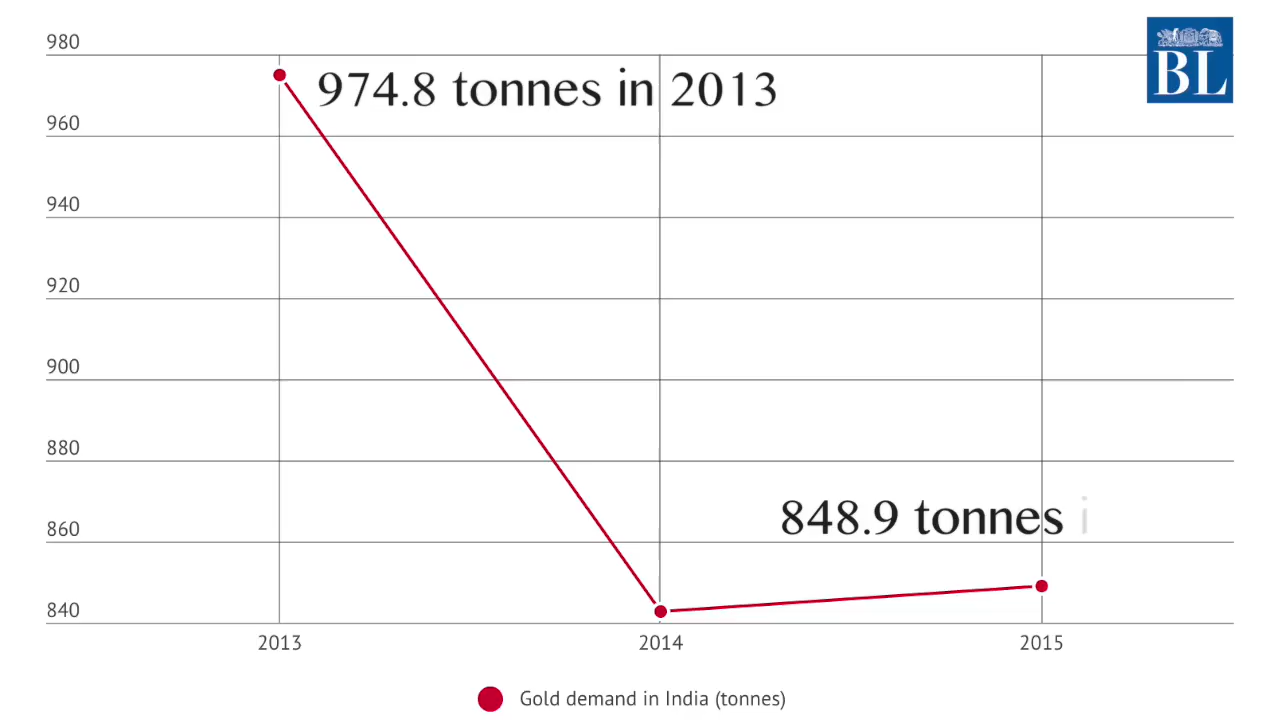 980
974.8 tonnes in 2013
BL
960
940
920
900
880
848.9 tonnes i
860
840
2013 2014 2015
Gold demand in India (tonnes)